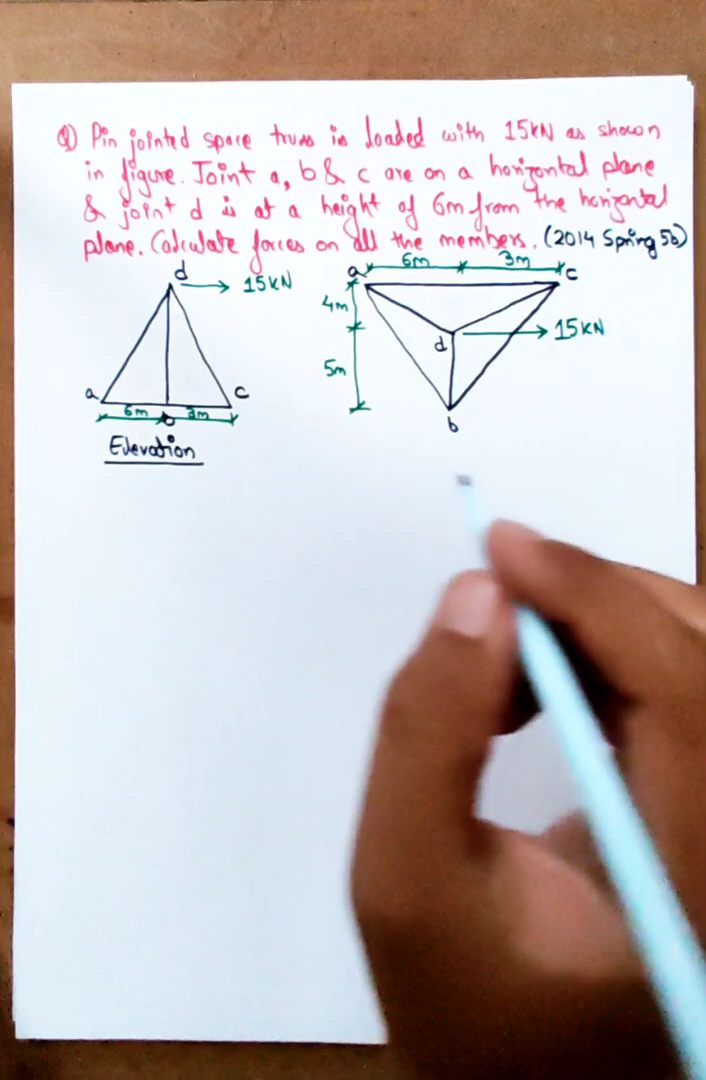 Q) Pin jointed space truss is loaded with 15kN as shown
in figure. Joint a, b & c are on a horizontal plane
& joint d is at a height of 6m from the horizontal
plane. Calculate forces on all the members. (2014 Spring 5b)
d
15kN
a
c
6m
b
3m
Elevation
a
6m
3m
c
4m
d
15kN
5m
b